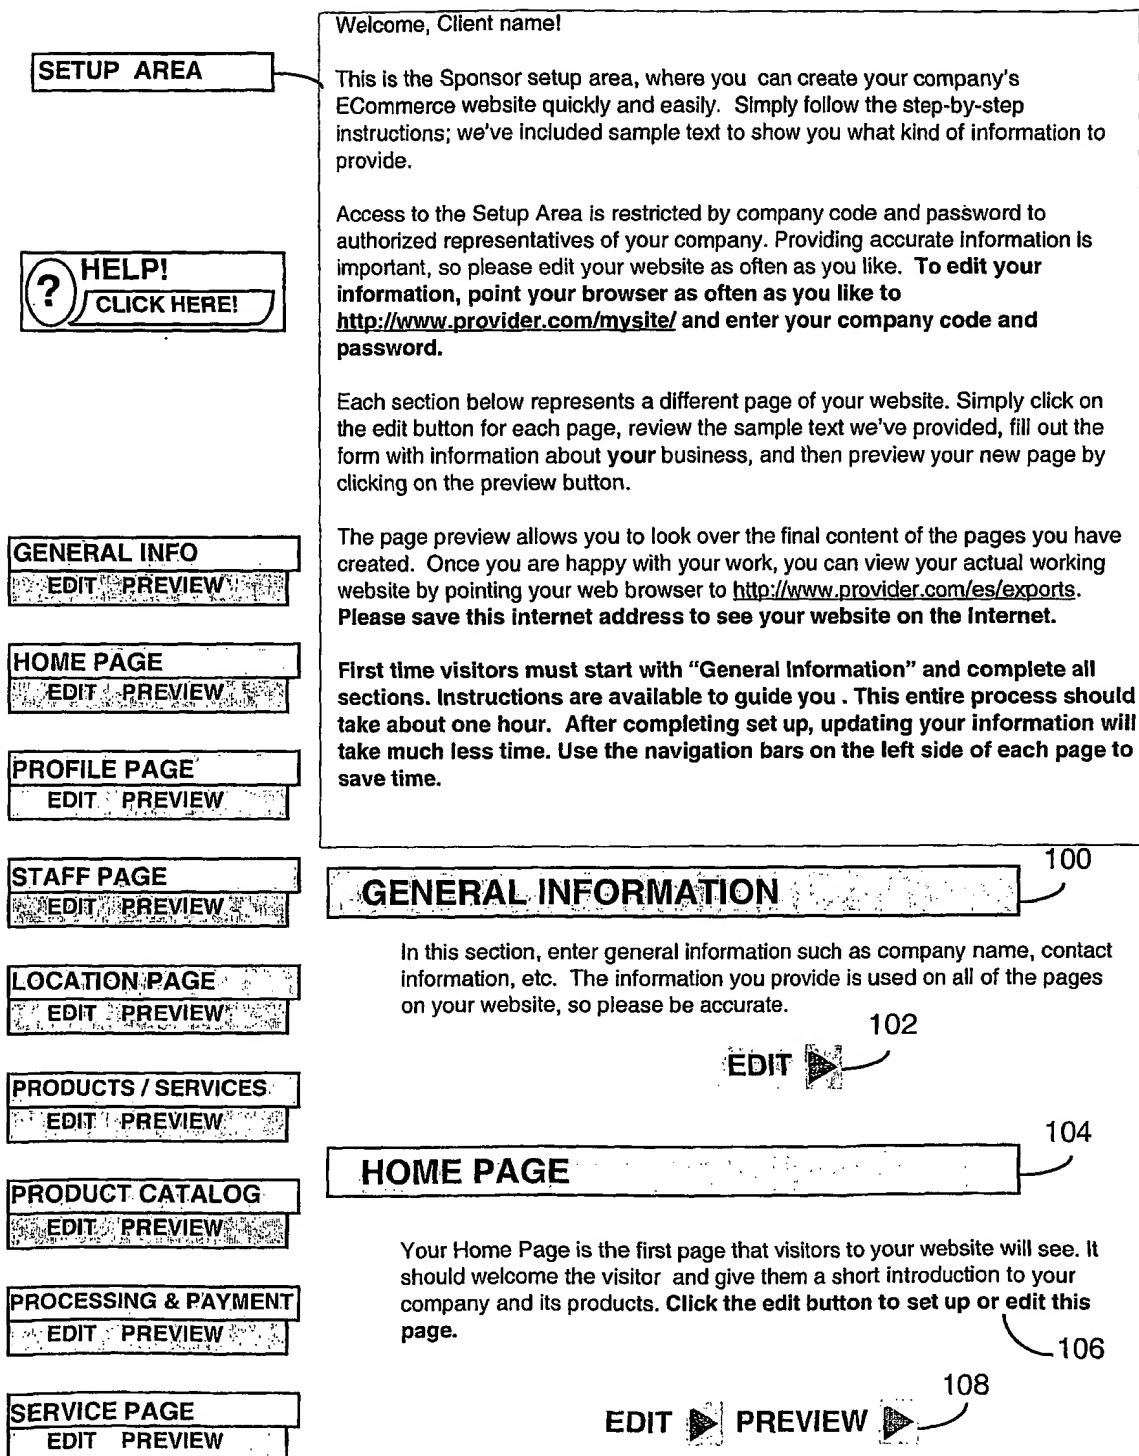 SETUP AREA
HELP!
?
CLICK HERE!
GENERAL INFO
EDIT PREVIEW
HOME PAGE
EDIT PREVIEW
PROFILE PAGE
EDIT PREVIEW
STAFF PAGE
EDIT PREVIEW
LOCATION PAGE
EDIT PREVIEW
PRODUCTS / SERVICES
EDIT PREVIEW
PRODUCT CATALOG
EDIT PREVIEW
PROCESSING & PAYMENT
EDIT PREVIEW
SERVICE PAGE
EDIT PREVIEW
Welcome, Client name!
This is the Sponsor setup area, where you can create your company's
ECommerce website quickly and easily. Simply follow the step-by-step
instructions; we've included sample text to show you what kind of information to
provide.
Access to the Setup Area is restricted by company code and password to
authorized representatives of your company. Providing accurate information is
important, so please edit your website as often as you like. To edit your
information, point your browser as often as you like to
http://www.provider.com/mysite/ and enter your company code and
password.
Each section below represents a different page of your website. Simply click on
the edit button for each page, review the sample text we've provided, fill out the
form with information about your business, and then preview your new page by
clicking on the preview button.
The page preview allows you to look over the final content of the pages you have
created. Once you are happy with your work, you can view your actual working
website by pointing your web browser to http://www.provider.com/es/exports.
Please save this internet address to see your website on the Internet.
First time visitors must start with "General Information" and complete all
sections. Instructions are available to guide you . This entire process should
take about one hour. After completing set up, updating your information will
take much less time. Use the navigation bars on the left side of each page to
save time.
100
GENERAL INFORMATION
In this section, enter general information such as company name, contact
information, etc. The information you provide is used on all of the pages
on your website, so please be accurate.
102
EDIT
104
HOME PAGE
Your Home Page is the first page that visitors to your website will see. It
should welcome the visitor and give them a short introduction to your
company and its products. Click the edit button to set up or edit this
page.
106
108
EDIT PREVIEW